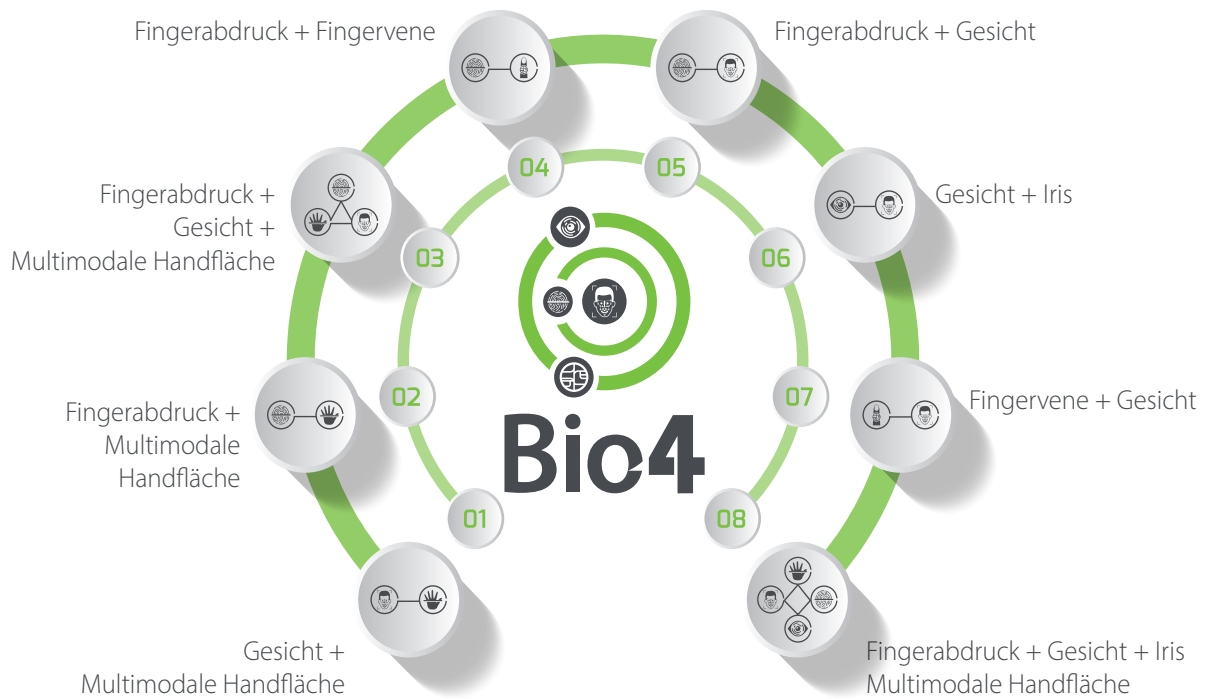 Fingerabdruck + Fingervene
Fingerabdruck + Gesicht
04
05
Fingerabdruck +
Gesicht +
Multimodale Handfläche
Gesicht + Iris
03
06
Fingerabdruck +
Multimodale
Handfläche
02
07
Fingervene + Gesicht
Bio4
01
08
Gesicht +
Multimodale Handfläche
Fingerabdruck + Gesicht + Iris
Multimodale Handfläche